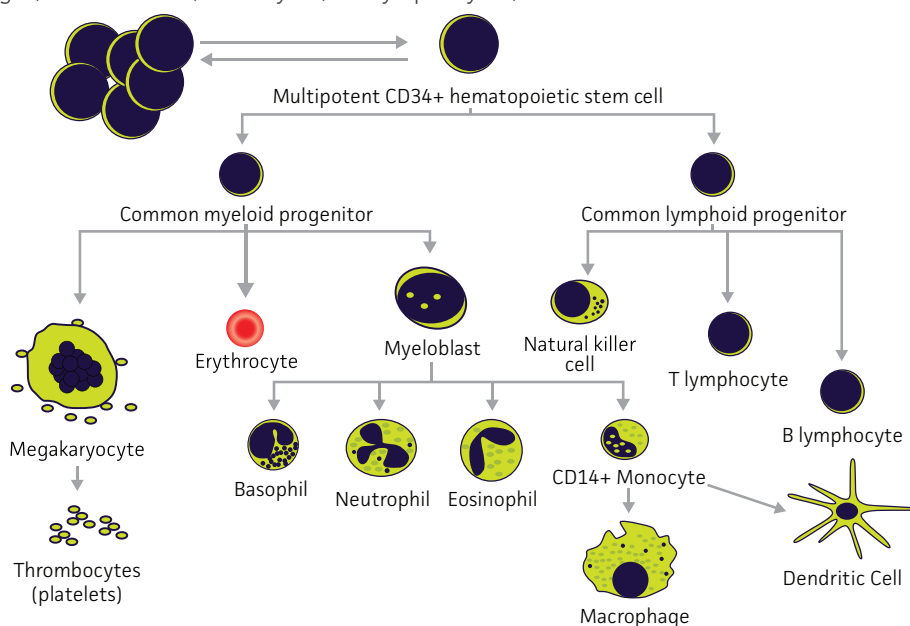 Multipotent CD34+ hematopoietic stem cell
Common myeloid progenitor
Common lymphoid progenitor
Erythrocyte
Myeloblast
Natural killer
cell
T lymphocyte
B lymphocyte
Megakaryocyte
Basophil
Neutrophil
Eosinophil
CD14+ Monocyte
Thrombocytes
(platelets)
Dendritic Cell
Macrophage